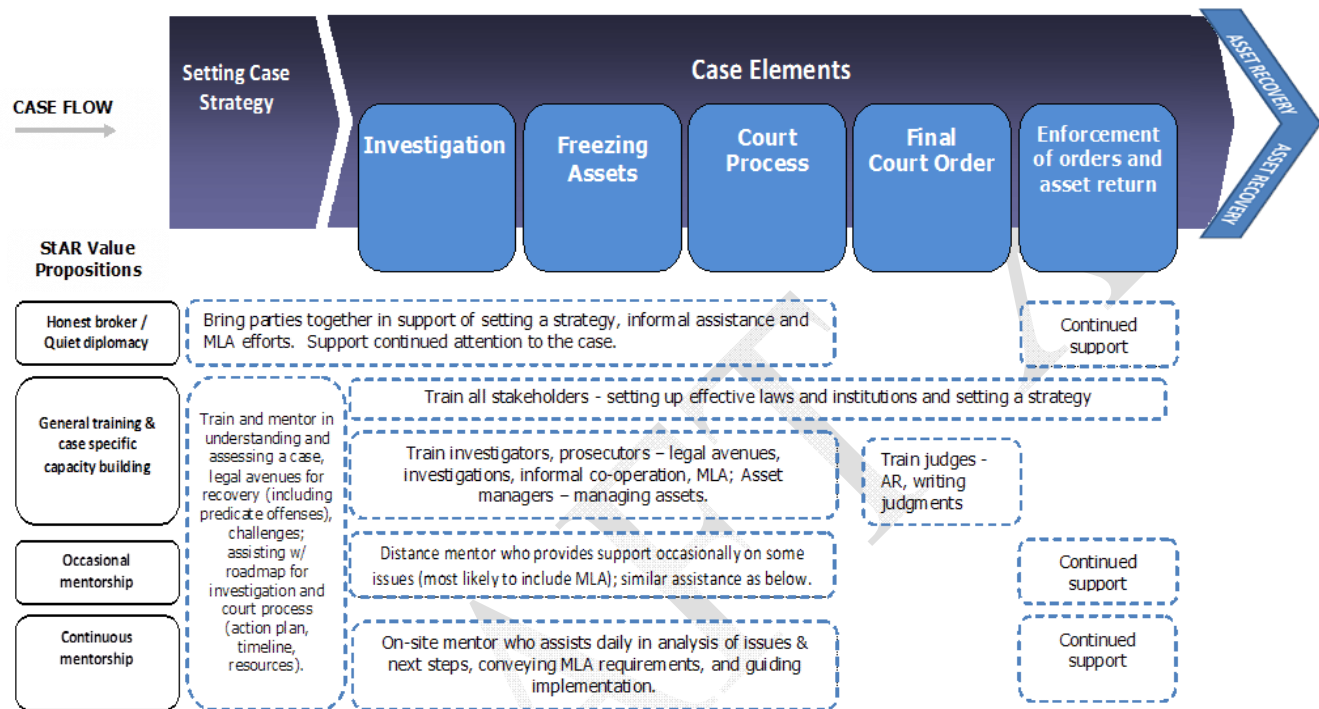 Setting Case
Strategy
CASE FLOW
Case Elements
Investigation
Freezing
Assets
Court
Process
Final
Court Order
Enforcement
of orders and
asset return
ASSET RECOVERY
ASSET RECOVERY
StAR Value
Propositions
Honest broker /
Quiet diplomacy
Bring parties together in support of setting a strategy, informal assistance and
MLA efforts. Support continued attention to the case.
Continued
support
General training &
case specific
capacity building
Train and mentor in
understanding and
assessing a case,
legal avenues for
recovery (including
predicate offenses),
challenges;
assisting w/
roadmap for
investigation and
court process
(action plan,
timeline,
resources).
Train all stakeholders - setting up effective laws and institutions and setting a strategy
Train investigators, prosecutors – legal avenues,
investigations, informal co-operation, MLA; Asset
managers – managing assets.
Train judges -
AR, writing
judgments
Occasional
mentorship
Distance mentor who provides support occasionally on some
issues (most likely to include MLA); similar assistance as below.
Continued
support
Continuous
mentorship
On-site mentor who assists daily in analysis of issues &
next steps, conveying MLA requirements, and guiding
implementation.
Continued
support